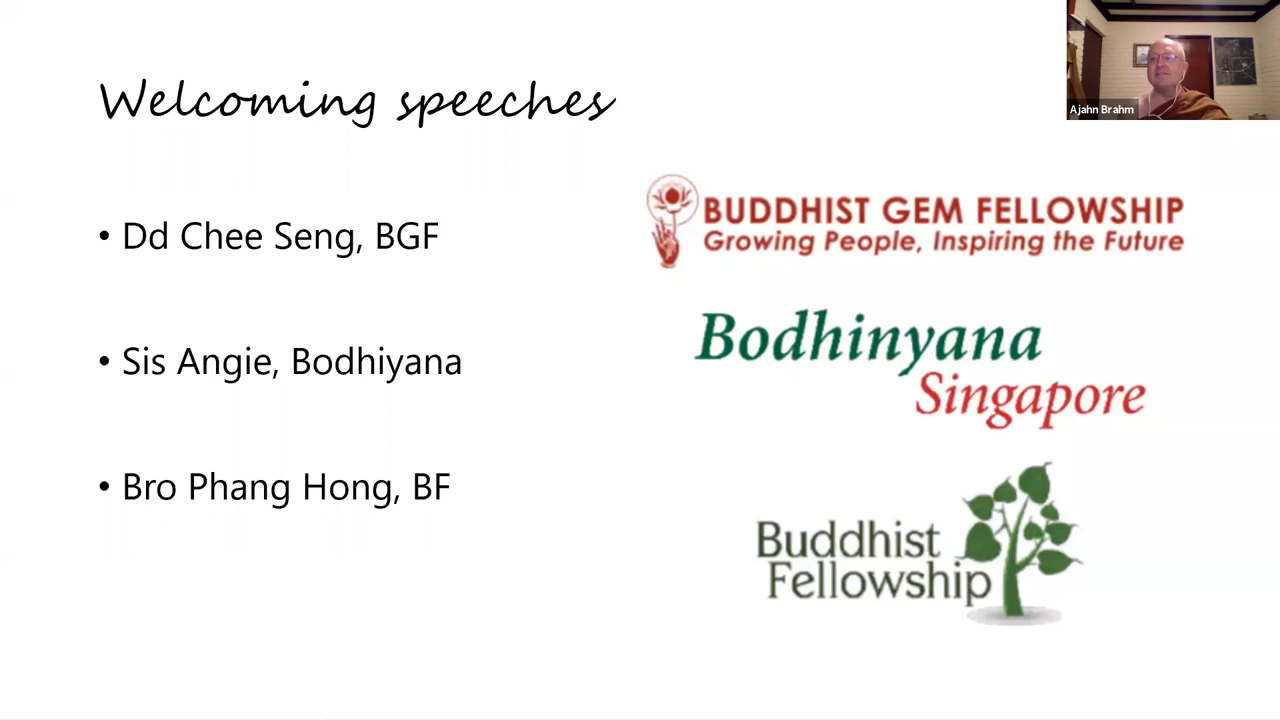 Welcoming speeches
Ajahn Brahm
• Dd Chee Seng, BGF
• Sis Angie, Bodhiyana
• Bro Phang Hong, BF
BUDDHIST GEM FELLOWSHIP
Growing People, Inspiring the Future
Bodhinyana
Singapore
Buddhist
Fellowship